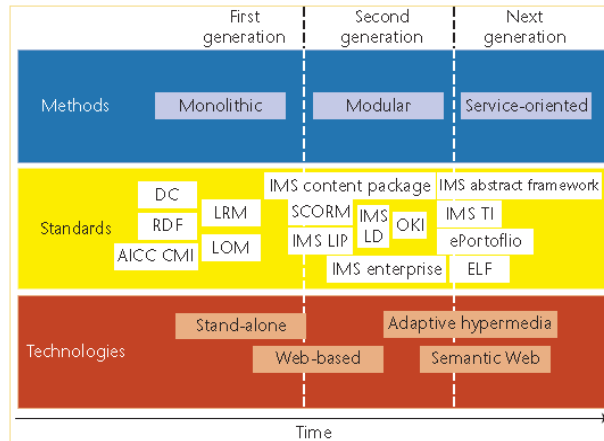 First generation
Second generation
Next generation
Methods
Monolithic
Modular
Service-oriented
Standards
IMS content package
IMS abstract framework
DC
LRM
SCORM
IMS LD
OKI
IMS TI
RDF
LOM
IMS LIP
ePortoflio
AICC CMI
IMS enterprise
ELF
Technologies
Stand-alone
Adaptive hypermedia
Web-based
Semantic Web
Time